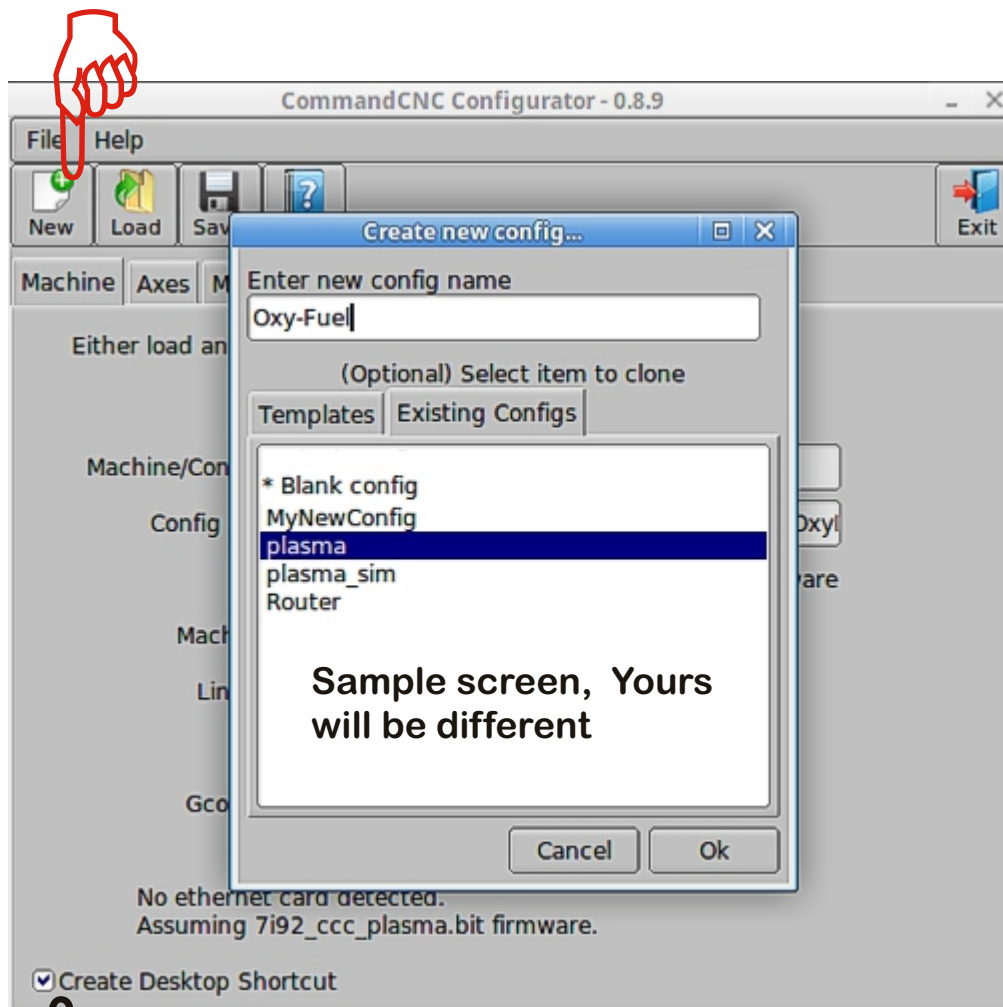 CommandCNC Configurator - 0.8.9
File Help
New Load Sav Exit
Create new config...
Machine Axes M
Enter new config name
Oxy-Fuel
Either load an
(Optional) Select item to clone
Templates Existing Configs
Machine/Con
* Blank config
MyNewConfig
Config
plasma
plasma_sim
Router
Mach
Sample screen, Yours
will be different
Lin
Gco
Cancel Ok
No ethernet card detected.
Assuming 7i92_ccc_plasma.bit firmware.
Create Desktop Shortcut